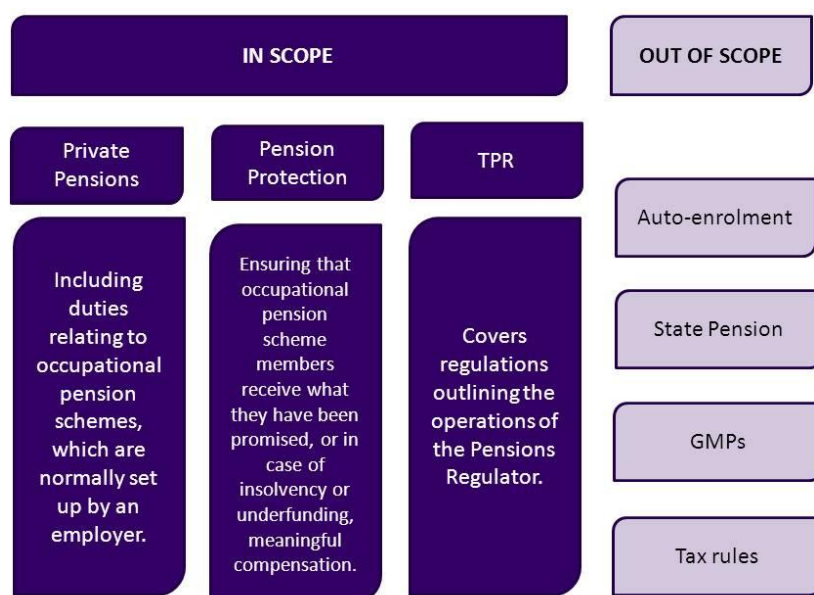 IN SCOPE
OUT OF SCOPE
Private
Pensions
Pension
Protection
TPR
Including
duties
relating to
occupational
pension
schemes,
which are
normally set
up by an
employer.
Ensuring that
occupational
pension
scheme
members
receive what
they have been
promised, or in
case of
insolvency or
underfunding,
meaningful
compensation.
Covers
regulations
outlining the
operations of
the Pensions
Regulator.
Auto-enrolment
State Pension
GMPs
Tax rules